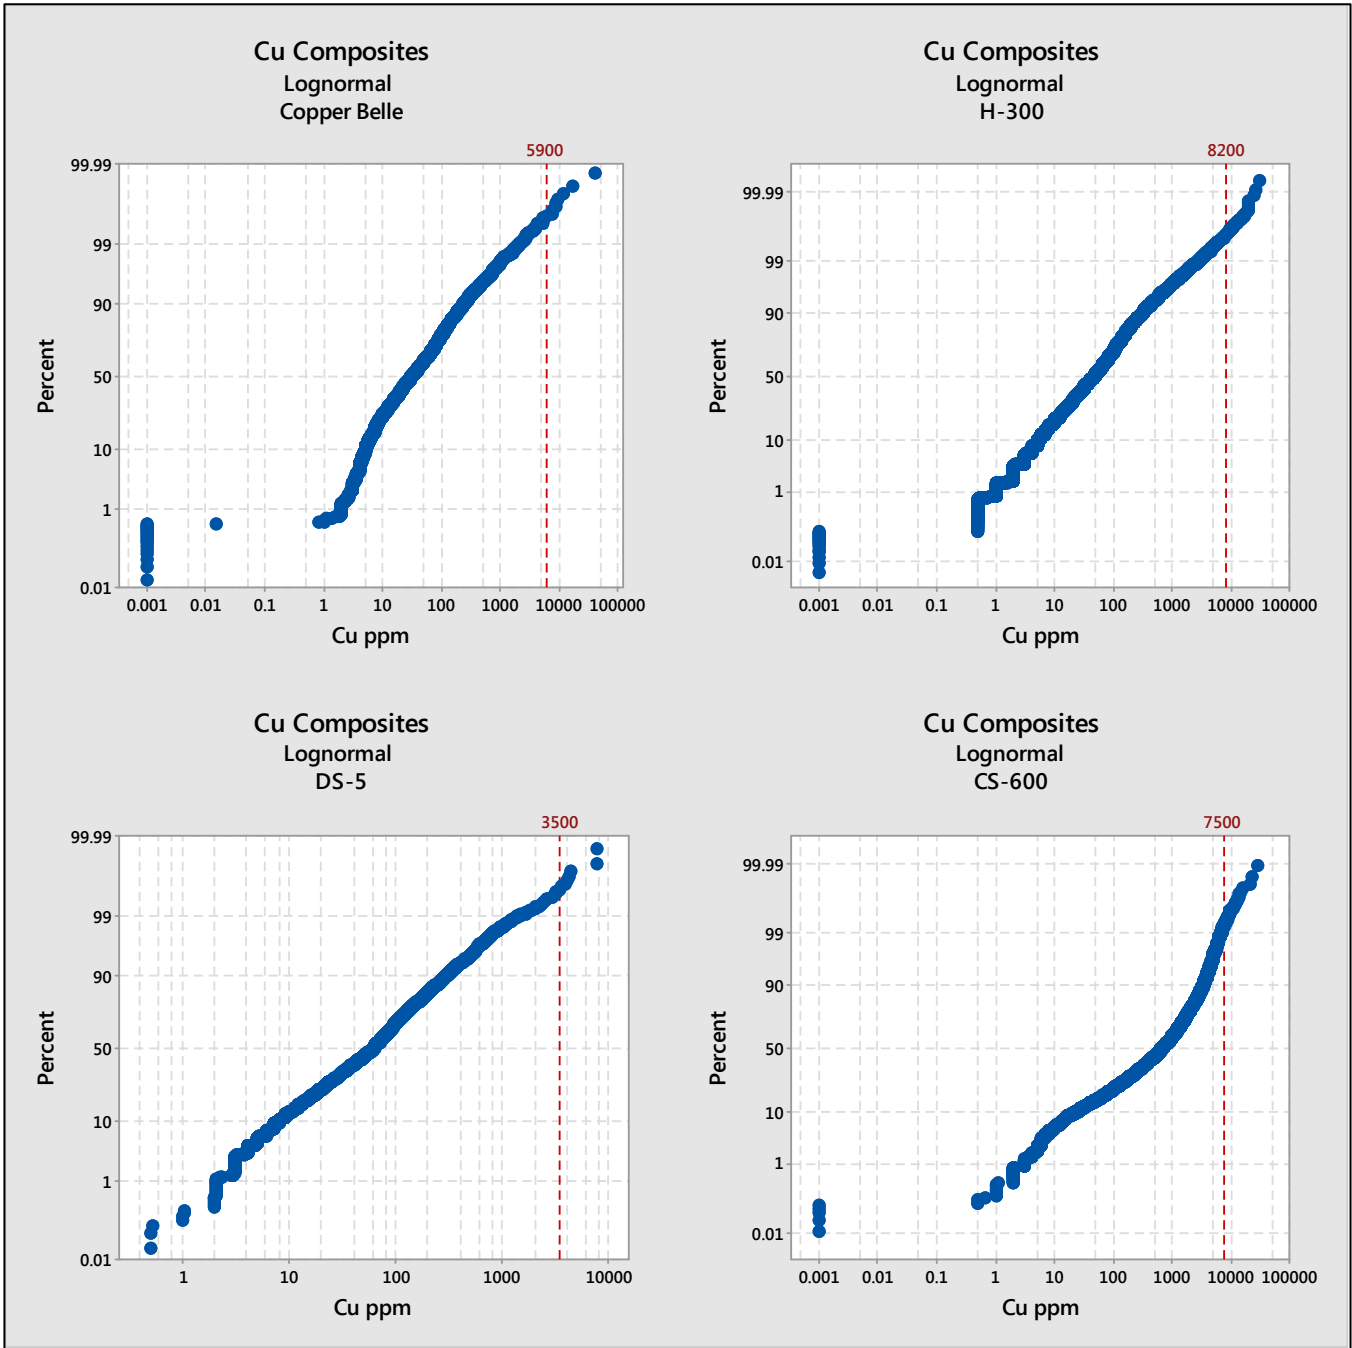 Cu Composites
Lognormal
Copper Belle
5900
99.99
99
90
50
10
1
0.01
Percent
0.001 0.01 0.1 1 10 100 1000 10000 100000
Cu ppm
Cu Composites
Lognormal
H-300
8200
99.99
99
90
50
10
1
0.01
Percent
0.001 0.01 0.1 1 10 100 1000 10000 100000
Cu ppm
Cu Composites
Lognormal
DS-5
3500
99.99
99
90
50
10
1
0.01
Percent
1 10 100 1000 10000
Cu ppm
Cu Composites
Lognormal
CS-600
7500
99.99
99
90
50
10
1
0.01
Percent
0.001 0.01 0.1 1 10 100 1000 10000 100000
Cu ppm